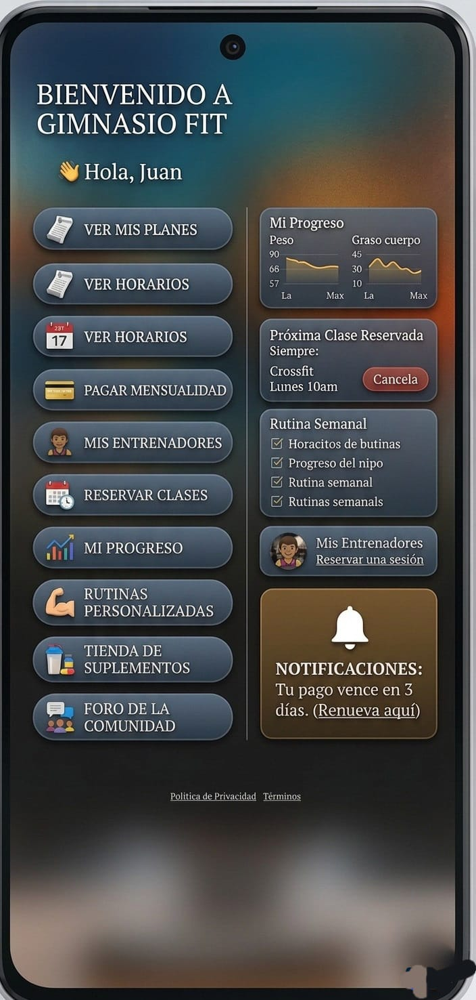 BIENVENIDO A
GIMNASIO FIT
Hola, Juan
VER MIS PLANES
VER HORARIOS
17
VER HORARIOS
PAGAR MENSUALIDAD
MIS ENTRENADORES
RESERVAR CLASES
MI PROGRESO
RUTINAS
PERSONALIZADAS
TIENDA DE
SUPLEMENTOS
FORO DE LA
COMUNIDAD
Mi Progreso
Peso
90
68
57
La Max
Graso cuerpo
45
30
10
La Max
Próxima Clase Reservada
Siempre:
Crossfit
Lunes 10am
Cancela
Rutina Semanal
Horacitos de butinas
Progreso del nipo
Rutina semanal
Rutinas semanals
Mis Entrenadores
Reservar una sesión
NOTIFICACIONES:
Tu pago vence en 3
días. (Renueva aquí)
Politica de Privacidad Términos